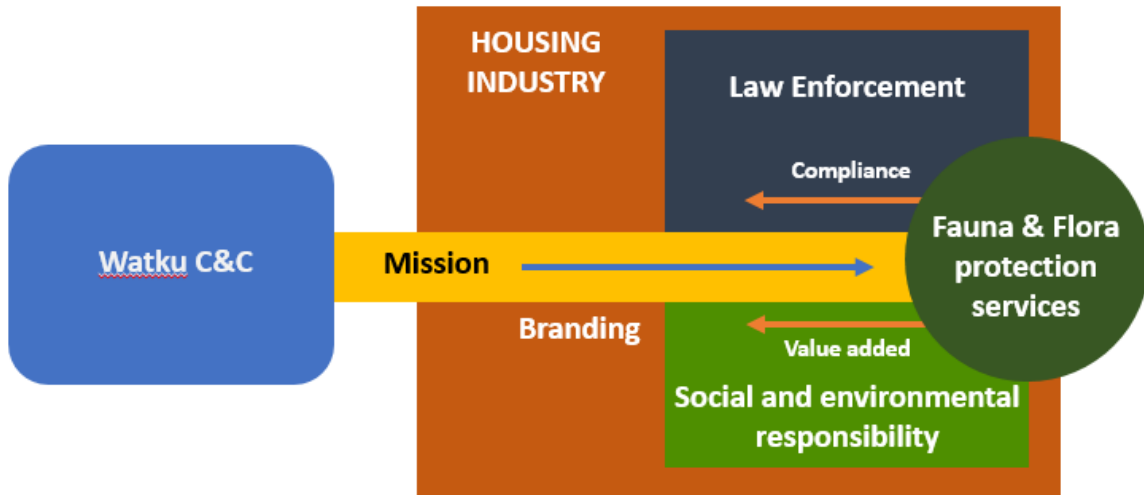 HOUSING
INDUSTRY
Law Enforcement
Compliance
Watku C&C
Mission
Fauna & Flora
protection
services
Branding
Value added
Social and environmental
responsibility